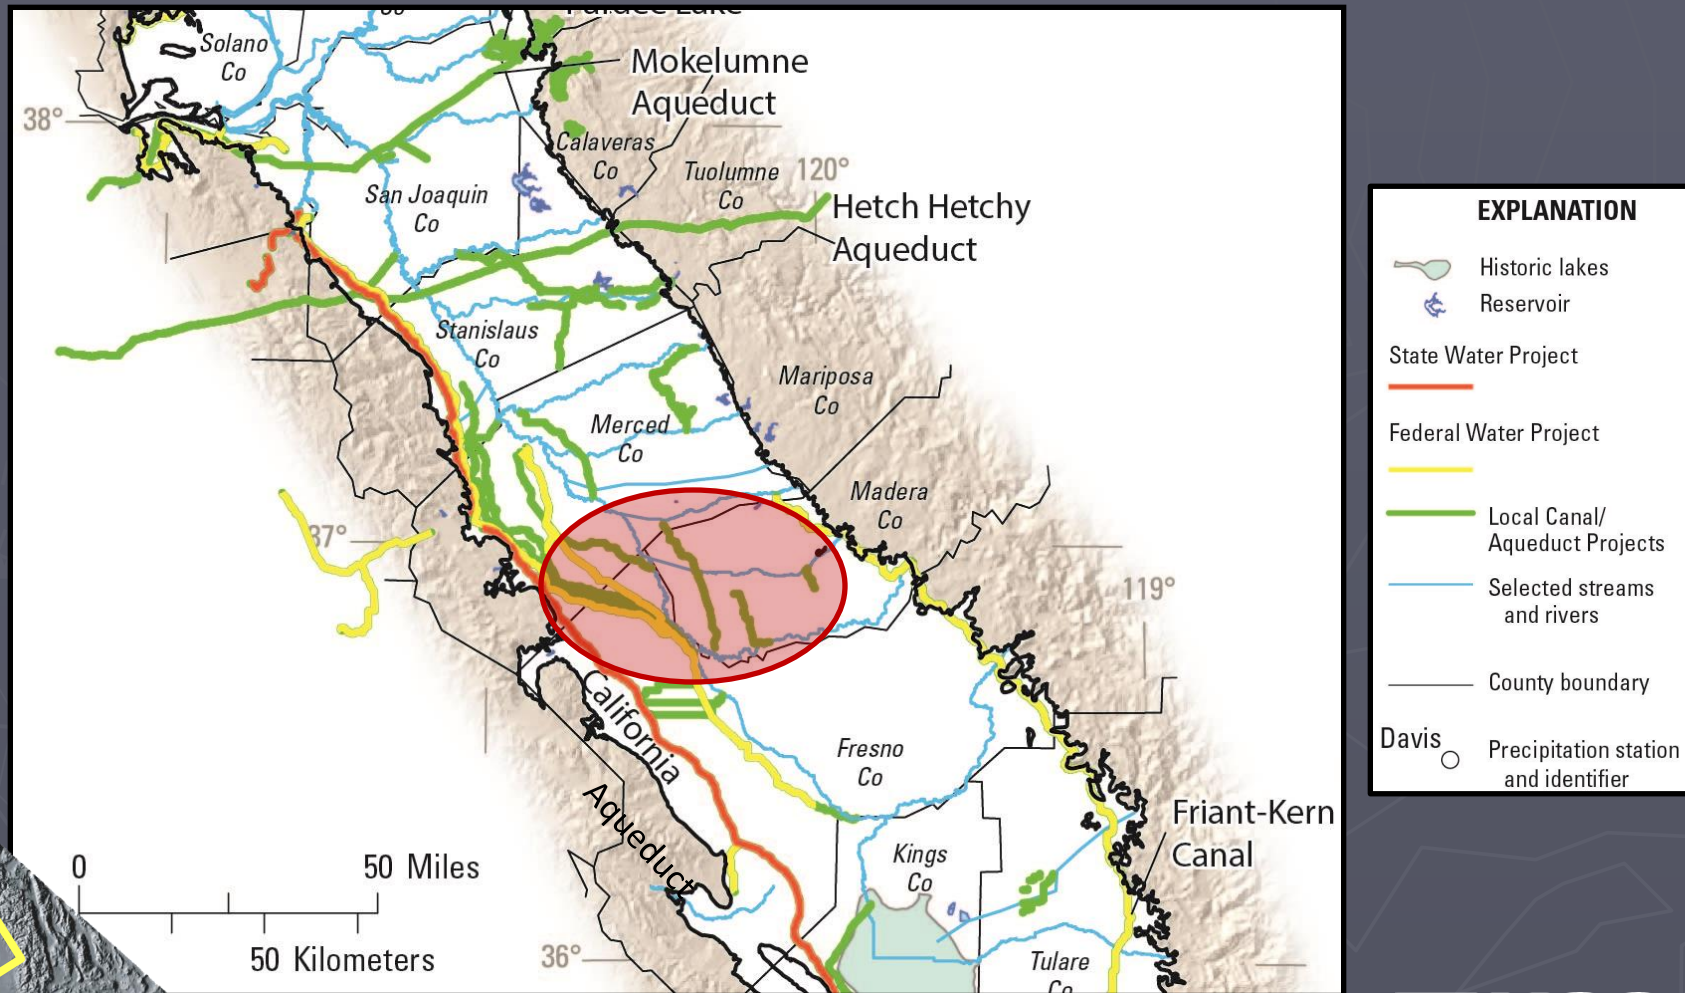 Solano
Co
Mokelumne
Aqueduct
38°
Calaveras
Co
Tuolumne
Co
120°
San Joaquin
Co
Hetch Hetchy
Aqueduct
Stanislaus
Co
Mariposa
Co
Merced
Co
Madera
Co
37°
119°
California
Aqueduct
Fresno
Co
Friant-Kern
Canal
Kings
Co
0
50 Miles
50 Kilometers
36°
Tulare
Co
EXPLANATION
Historic lakes
Reservoir
State Water Project
Federal Water Project
Local Canal/
Aqueduct Projects
Selected streams
and rivers
County boundary
Davis
Precipitation station
and identifier